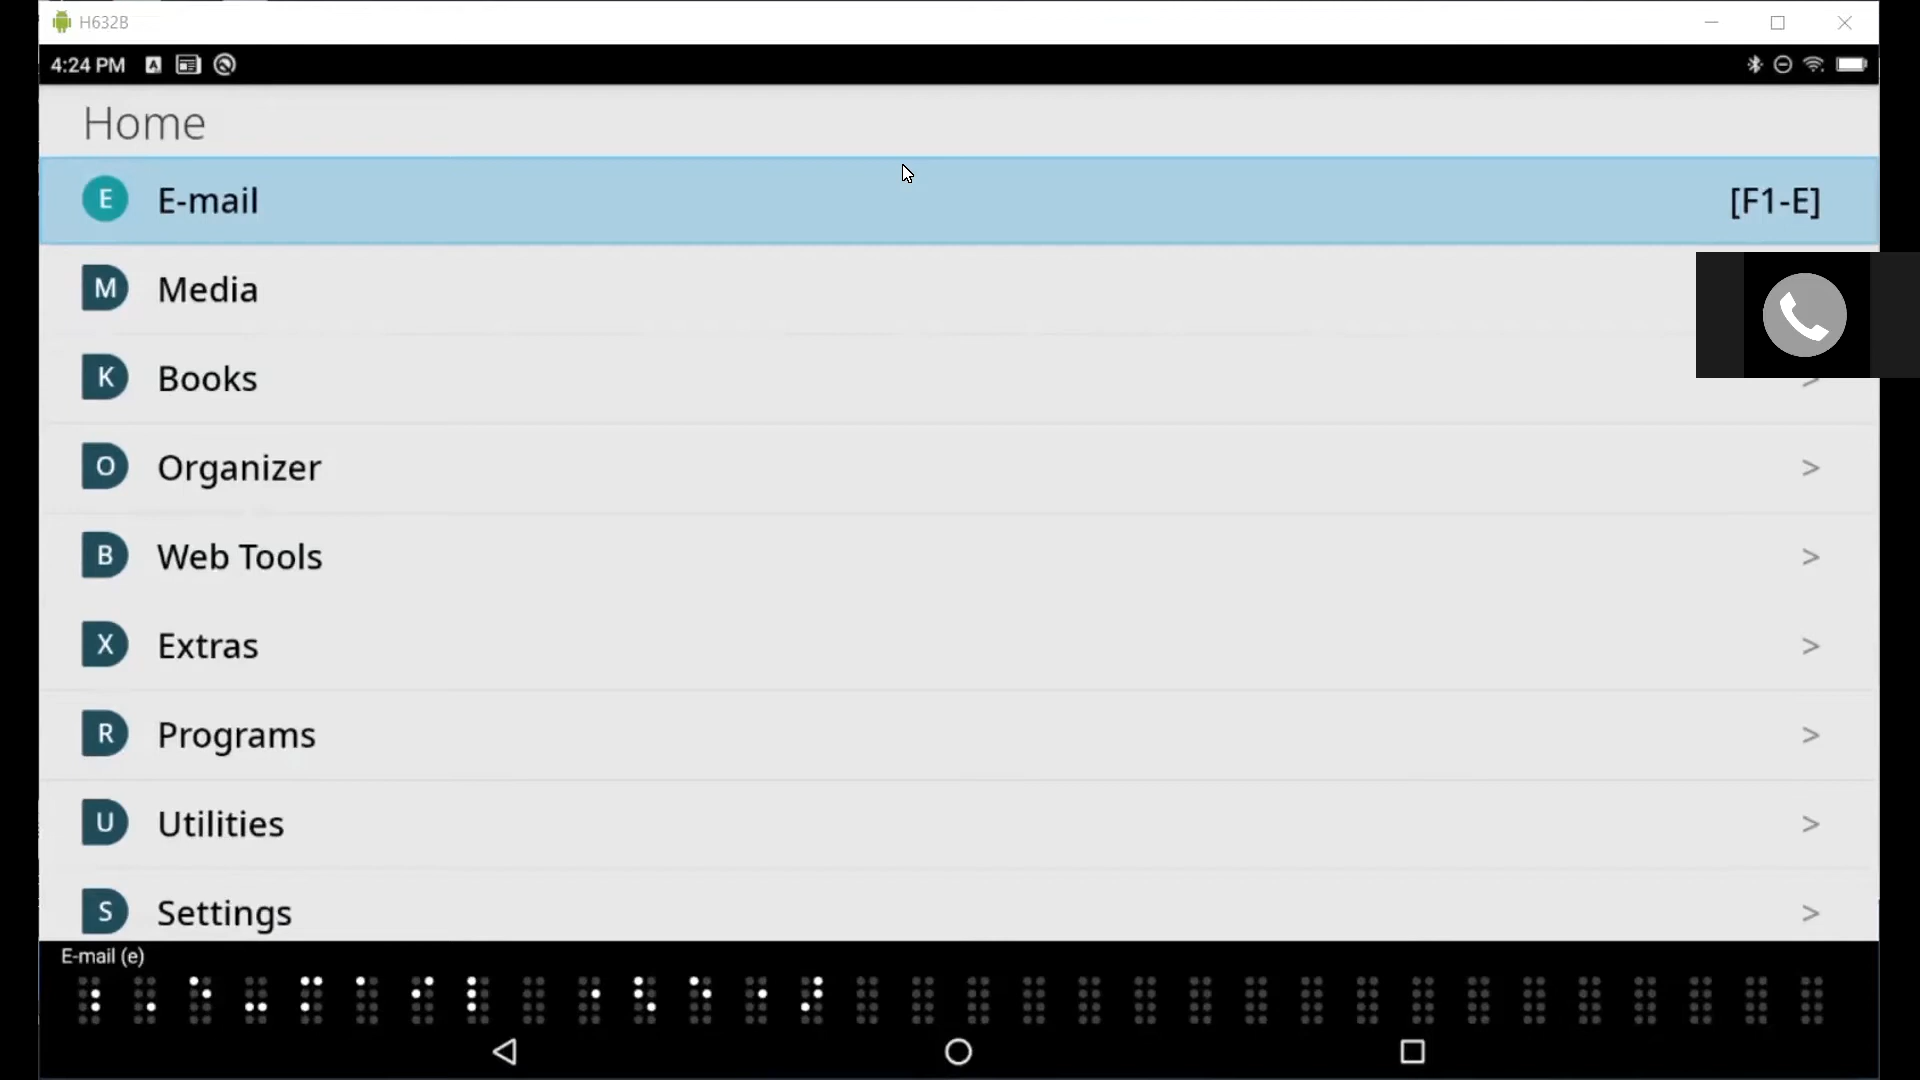 H632B
4:24 PM
Home
E E-mail [F1-E]
M Media
K Books >
O Organizer >
B Web Tools >
X Extras >
R Programs >
U Utilities >
S Settings >
E-mail (e)
⠰⠠⠑⠤⠍⠁⠊⠇⠀⠐⠣⠑⠐⠜